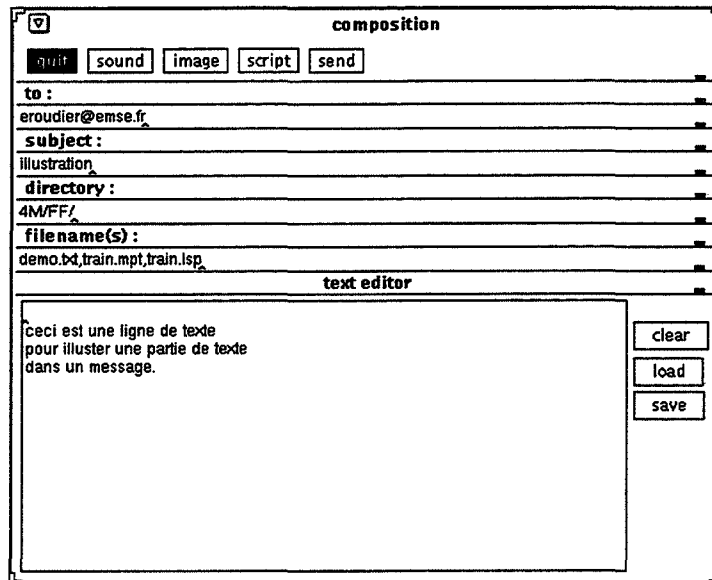 composition
quit sound image script send
to :
eroudier@emse.fr
subject :
illustration
directory :
4M/FF/
filename(s) :
demo.txt,train.mpt,train.lsp
text editor
ceci est une ligne de texte
pour illuster une partie de texte
dans un message.
clear
load
save